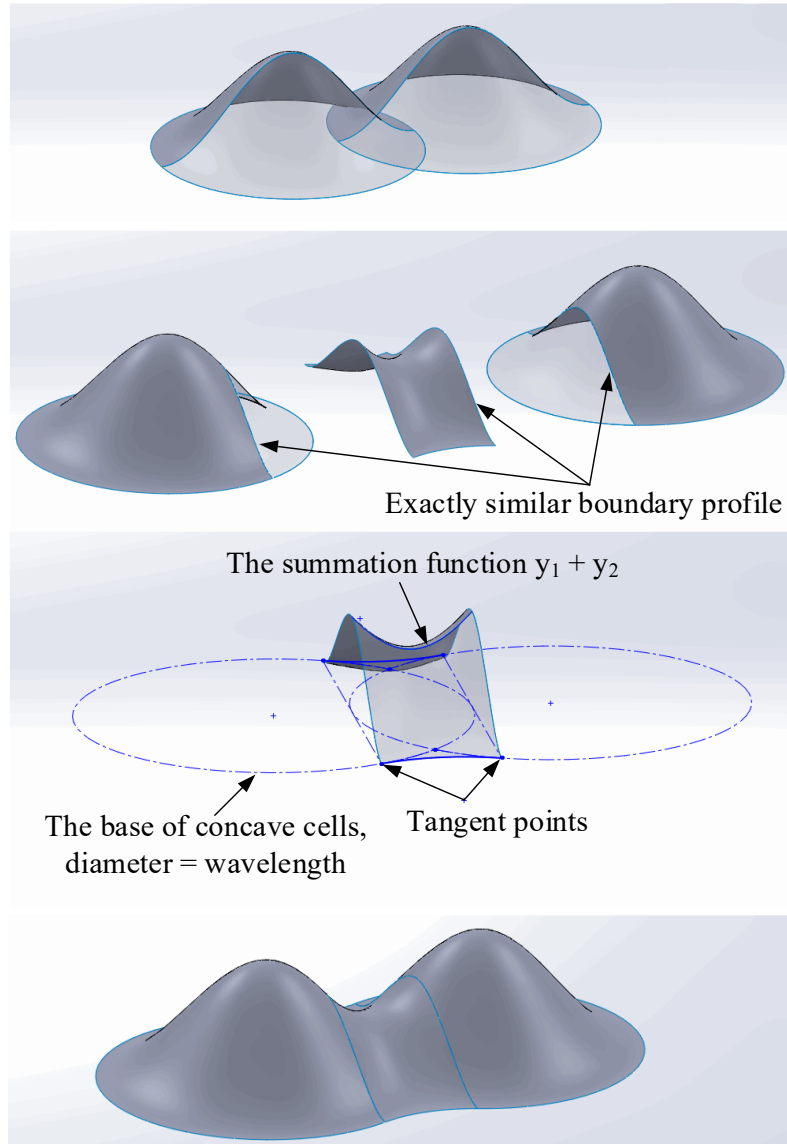 Exactly similar boundary profile
The summation function y₁ + y₂
The base of concave cells,
diameter = wavelength
Tangent points